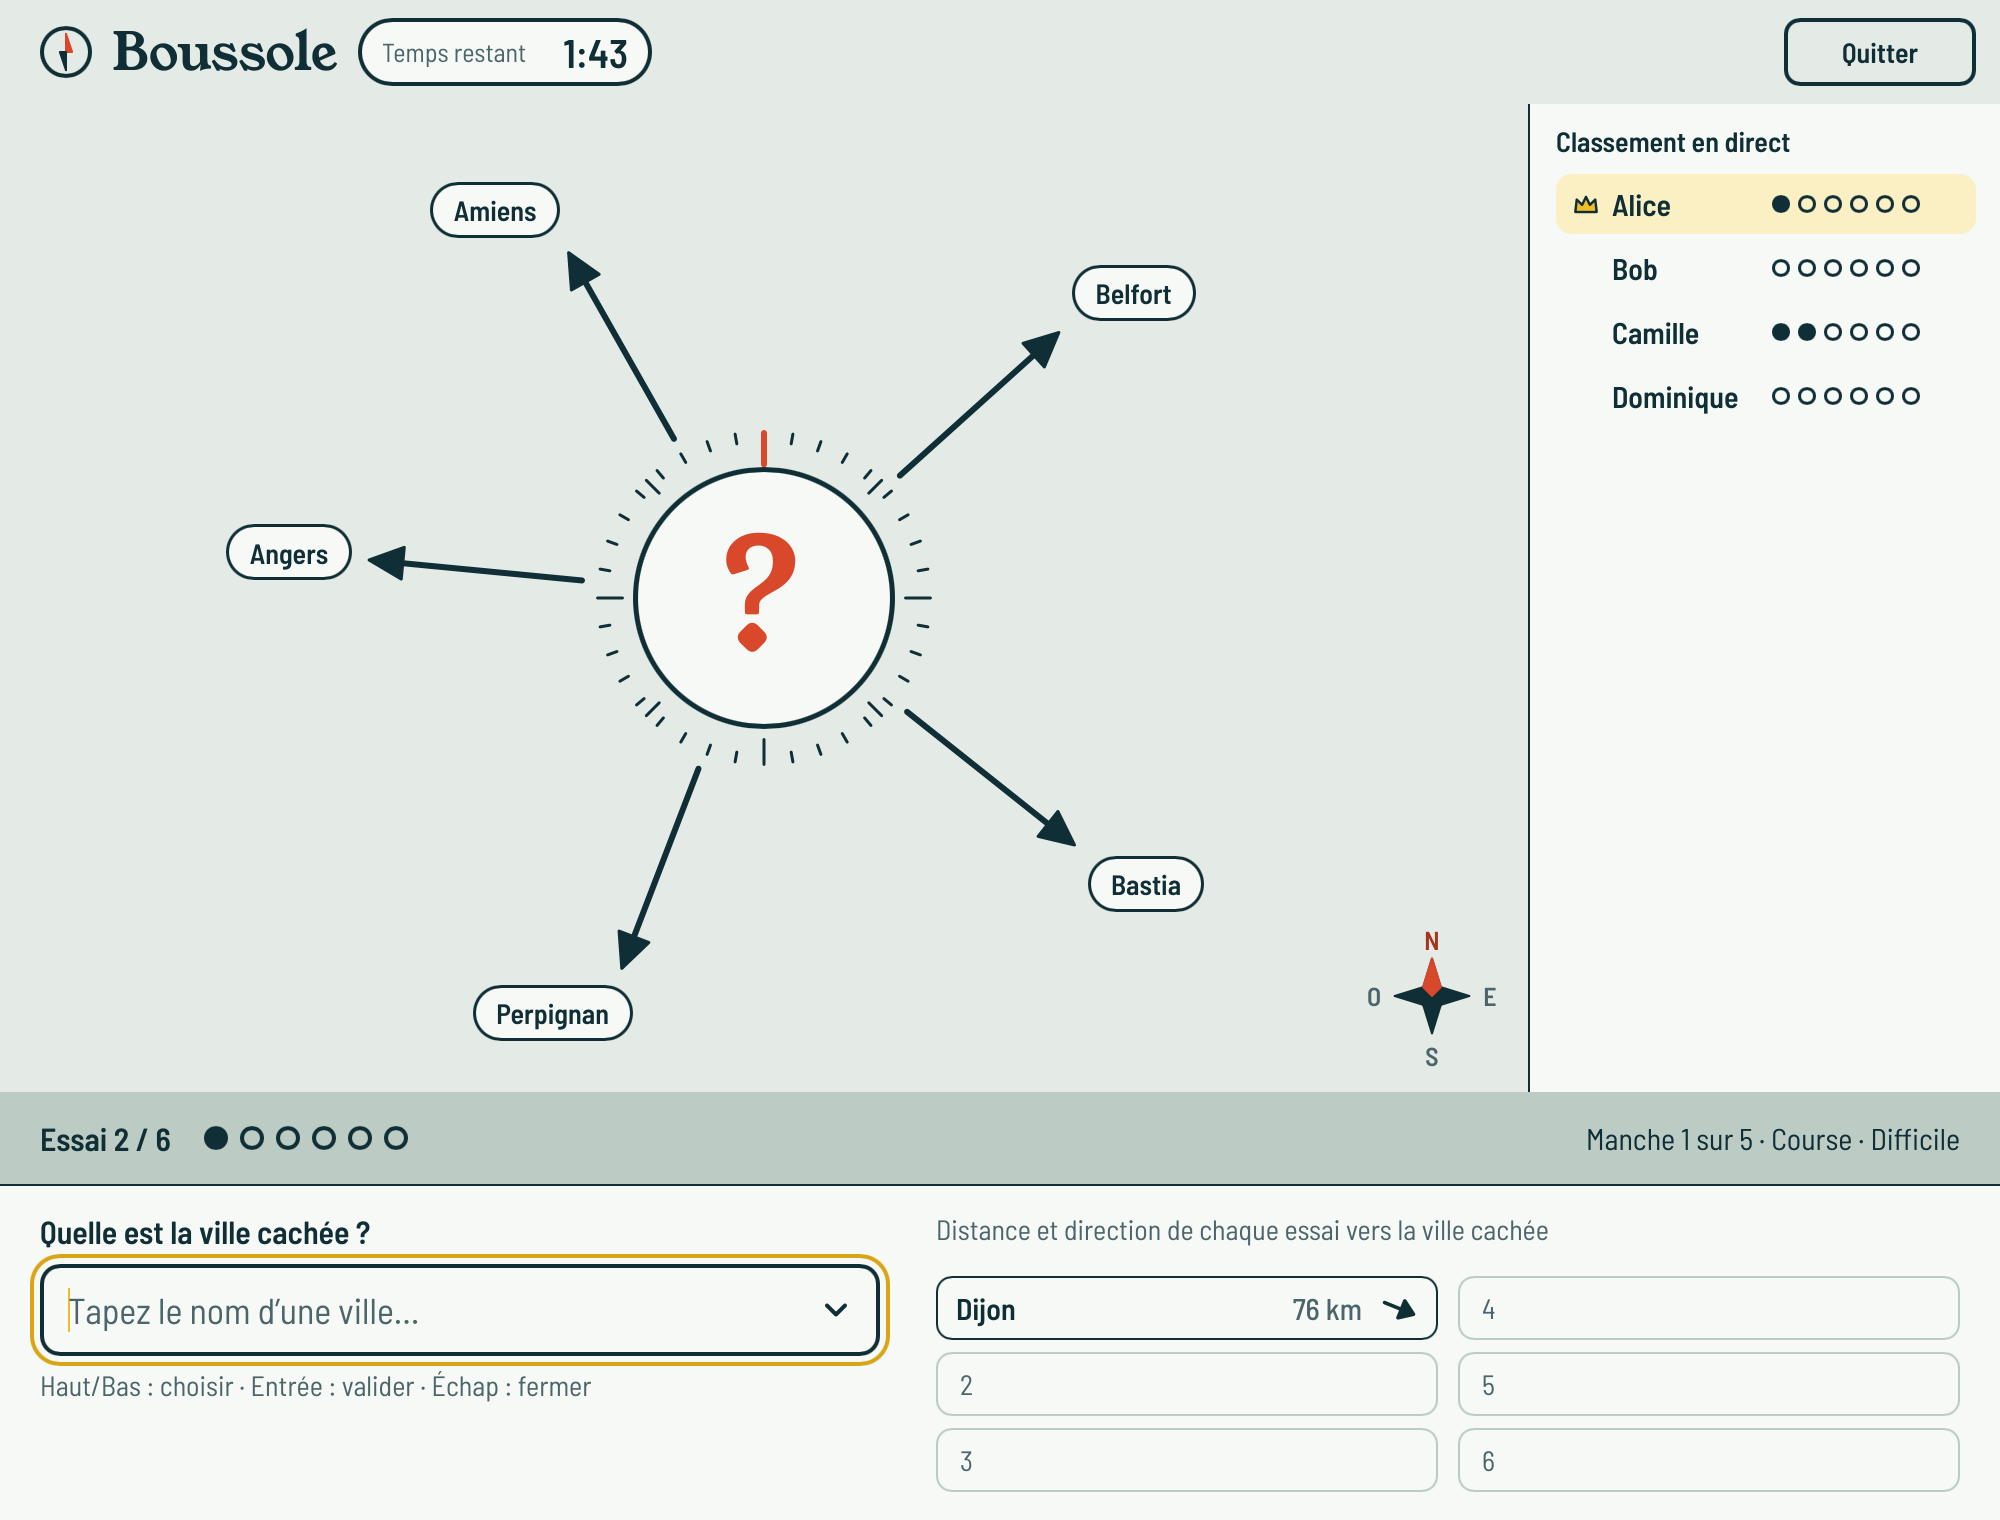 Boussole
Temps restant 1:43
Quitter
Classement en direct
Alice
Bob
Camille
Dominique
Amiens
Belfort
Angers
?
Bastia
Perpignan
N
O E
S
Essai 2 / 6
Manche 1 sur 5 · Course · Difficile
Quelle est la ville cachée ?
Tapez le nom d’une ville…
Haut/Bas : choisir · Entrée : valider · Échap : fermer
Distance et direction de chaque essai vers la ville cachée
Dijon 76 km
2
3
4
5
6